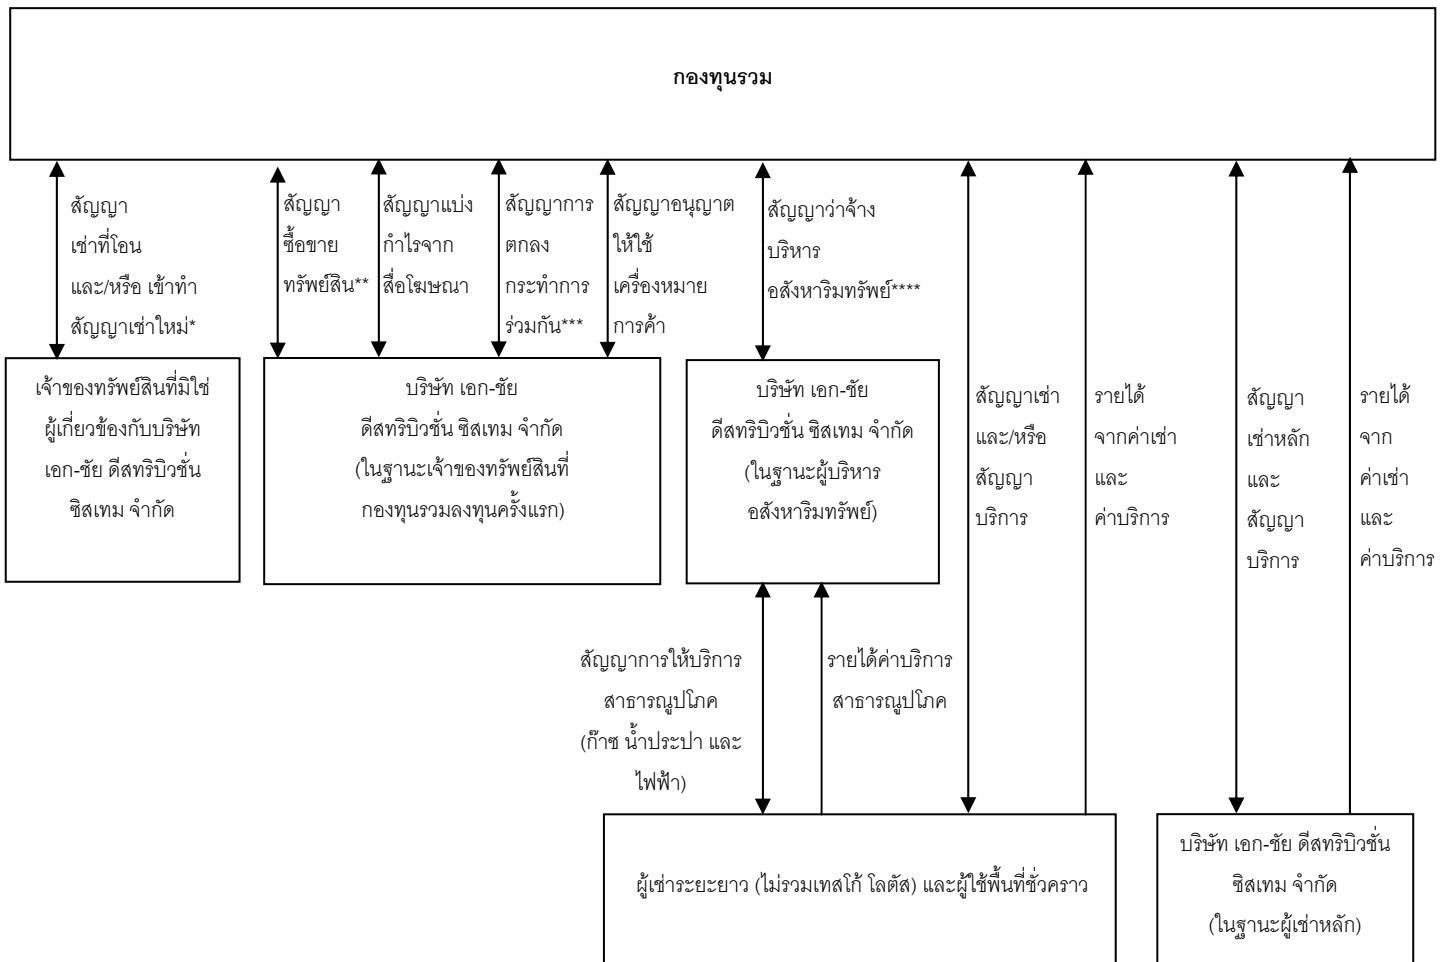 กองทุนรวม
สัญญา
เช่าที่โอน
และ/หรือ เข้าทำ
สัญญาเช่าใหม่*
สัญญา
ซื้อขาย
ทรัพย์สิน**
สัญญาแบ่ง
กำไรจาก
สื่อโฆษณา
สัญญาการ
ตกลง
กระทำการ
ร่วมกัน***
สัญญาอนุญาต
ให้ใช้
เครื่องหมาย
การค้า
สัญญาว่าจ้าง
บริหาร
อสังหาริมทรัพย์****
เจ้าของทรัพย์สินที่มิใช่
ผู้เกี่ยวข้องกับบริษัท
เอก-ชัย ดีสทริบิวชั่น
ซิสเทม จำกัด
บริษัท เอก-ชัย
ดีสทริบิวชั่น ซิสเทม จำกัด
(ในฐานะเจ้าของทรัพย์สินที่
กองทุนรวมลงทุนครั้งแรก)
บริษัท เอก-ชัย
ดีสทริบิวชั่น ซิสเทม จำกัด
(ในฐานะผู้บริหาร
อสังหาริมทรัพย์)
สัญญาเช่า
และ/หรือ
สัญญา
บริการ
รายได้
จากค่าเช่า
และ
ค่าบริการ
สัญญา
เช่าหลัก
และ
สัญญา
บริการ
รายได้
จาก
ค่าเช่า
และ
ค่าบริการ
สัญญาการให้บริการ
สาธารณูปโภค
(ก๊าซ น้ำประปา และ
ไฟฟ้า)
รายได้ค่าบริการ
สาธารณูปโภค
ผู้เช่าระยะยาว (ไม่รวมเทสโก้ โลตัส) และผู้ใช้พื้นที่ชั่วคราว
บริษัท เอก-ชัย ดีสทริบิวชั่น
ซิสเทม จำกัด
(ในฐานะผู้เช่าหลัก)